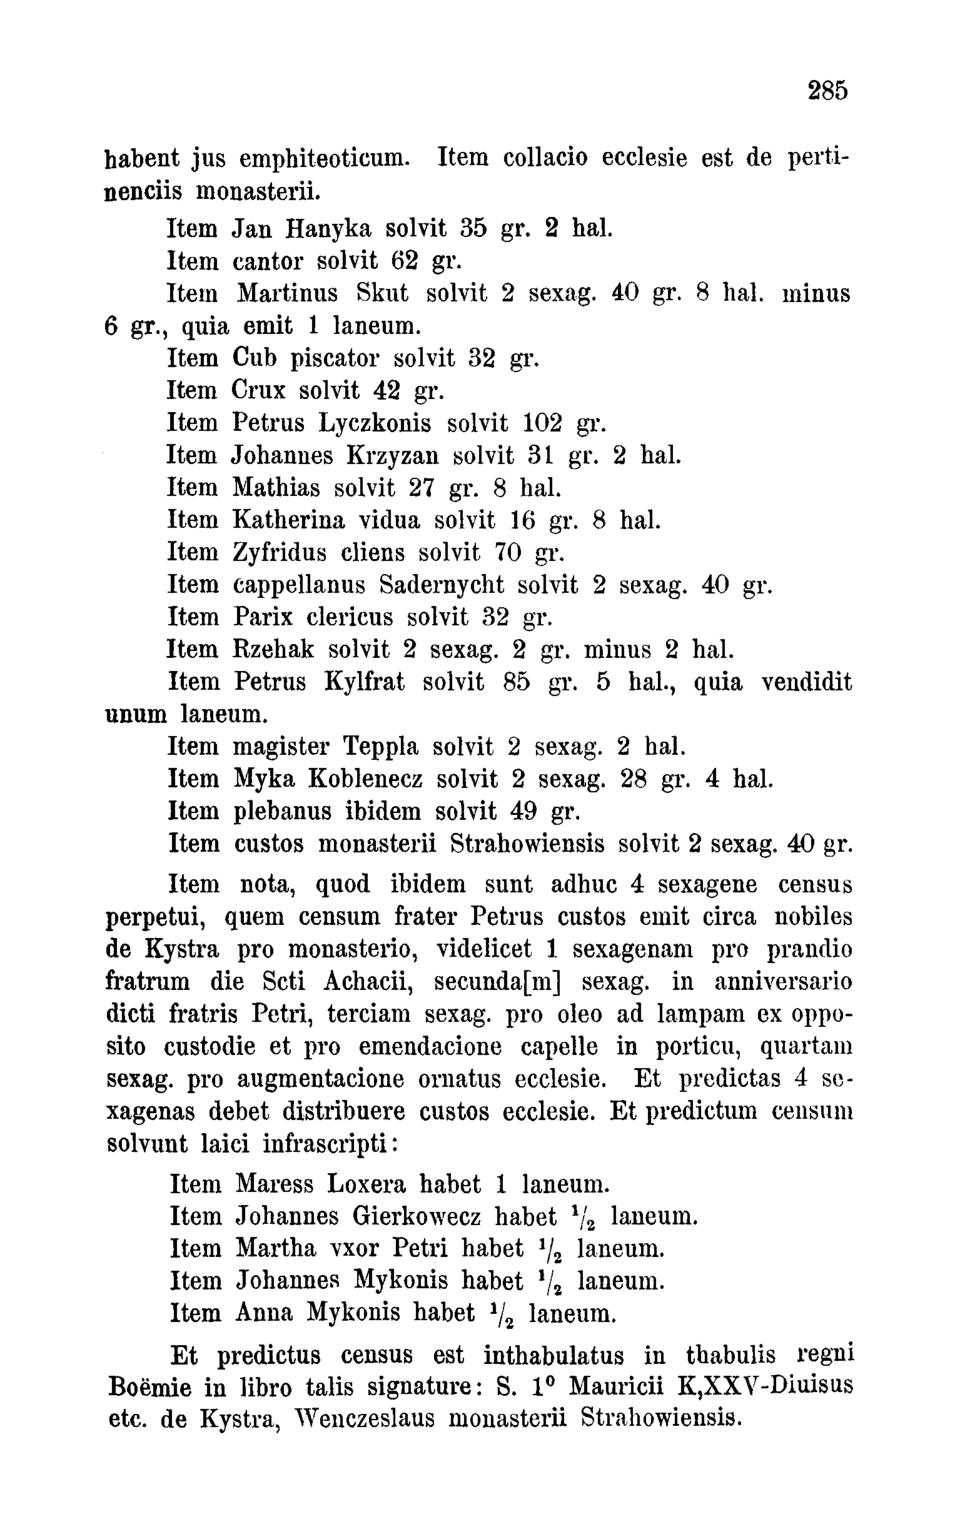 285
habent jus emphiteoticum. Item collacio ecclesie est de perti-
nenciis monasterii.
Item Jan Hanyka solvit 35 gr. 2 hal.
Item cantor solvit 62 gr.
Item Martinus Skut solvit 2 sexag. 40 gr. 8 hal. minus
6 gr., quia emit 1 laneum.
Item Cub piscator solvit 32 gr.
Item Crux solvit 42 gr.
Item Petrus Lyczkonis solvit 102 gr.
Item Johannes Krzyzan solvit 31 gr. 2 hal.
Item Mathias solvit 27 gr. 8 hal.
Item Katherina vidua solvit 16 gr. 8 hal.
Item Zyfridus cliens solvit 70 gr.
Item cappellanus Sadernycht solvit 2 sexag. 40 gr.
Item Parix clericus solvit 32 gr.
Item Rzehak solvit 2 sexag. 2 gr. minus 2 hal.
Item Petrus Kylfrat solvit 85 gr. 5 hal., quia vendidit
unum laneum.
Item magister Teppla solvit 2 sexag. 2 hal.
Item Myka Koblenecz solvit 2 sexag. 28 gr. 4 hal.
Item plebanus ibidem solvit 49 gr.
Item custos monasterii Strahowiensis solvit 2 sexag. 40 gr.
Item nota, quod ibidem sunt adhuc 4 sexagene census
perpetui, quem censum frater Petrus custos emit circa nobiles
de Kystra pro monasterio, videlicet 1 sexagenam pro prandio
fratrum die Scti Achacii, secunda[m] sexag. in anniversario
dicti fratris Petri, terciam sexag. pro oleo ad lampam ex oppo-
sito custodie et pro emendacione capelle in porticu, quartam
sexag. pro augmentacione ornatus ecclesie. Et predictas 4 se-
xagenas debet distribuere custos ecclesie. Et predictum censum
solvunt laici infrascripti:
Item Maress Loxera habet 1 laneum.
Item Johannes Gierkowecz habet 1/2 laneum.
Item Martha vxor Petri habet 1/2 laneum.
Item Johannes Mykonis habet 1/2 laneum.
Item Anna Mykonis habet 1/2 laneum.
Et predictus census est inthabulatus in thabulis regni
Boëmie in libro talis signature: S. 1⁰ Mauricii K,XXV-Diuisus
etc. de Kystra, Wenczeslaus monasterii Strahowiensis.